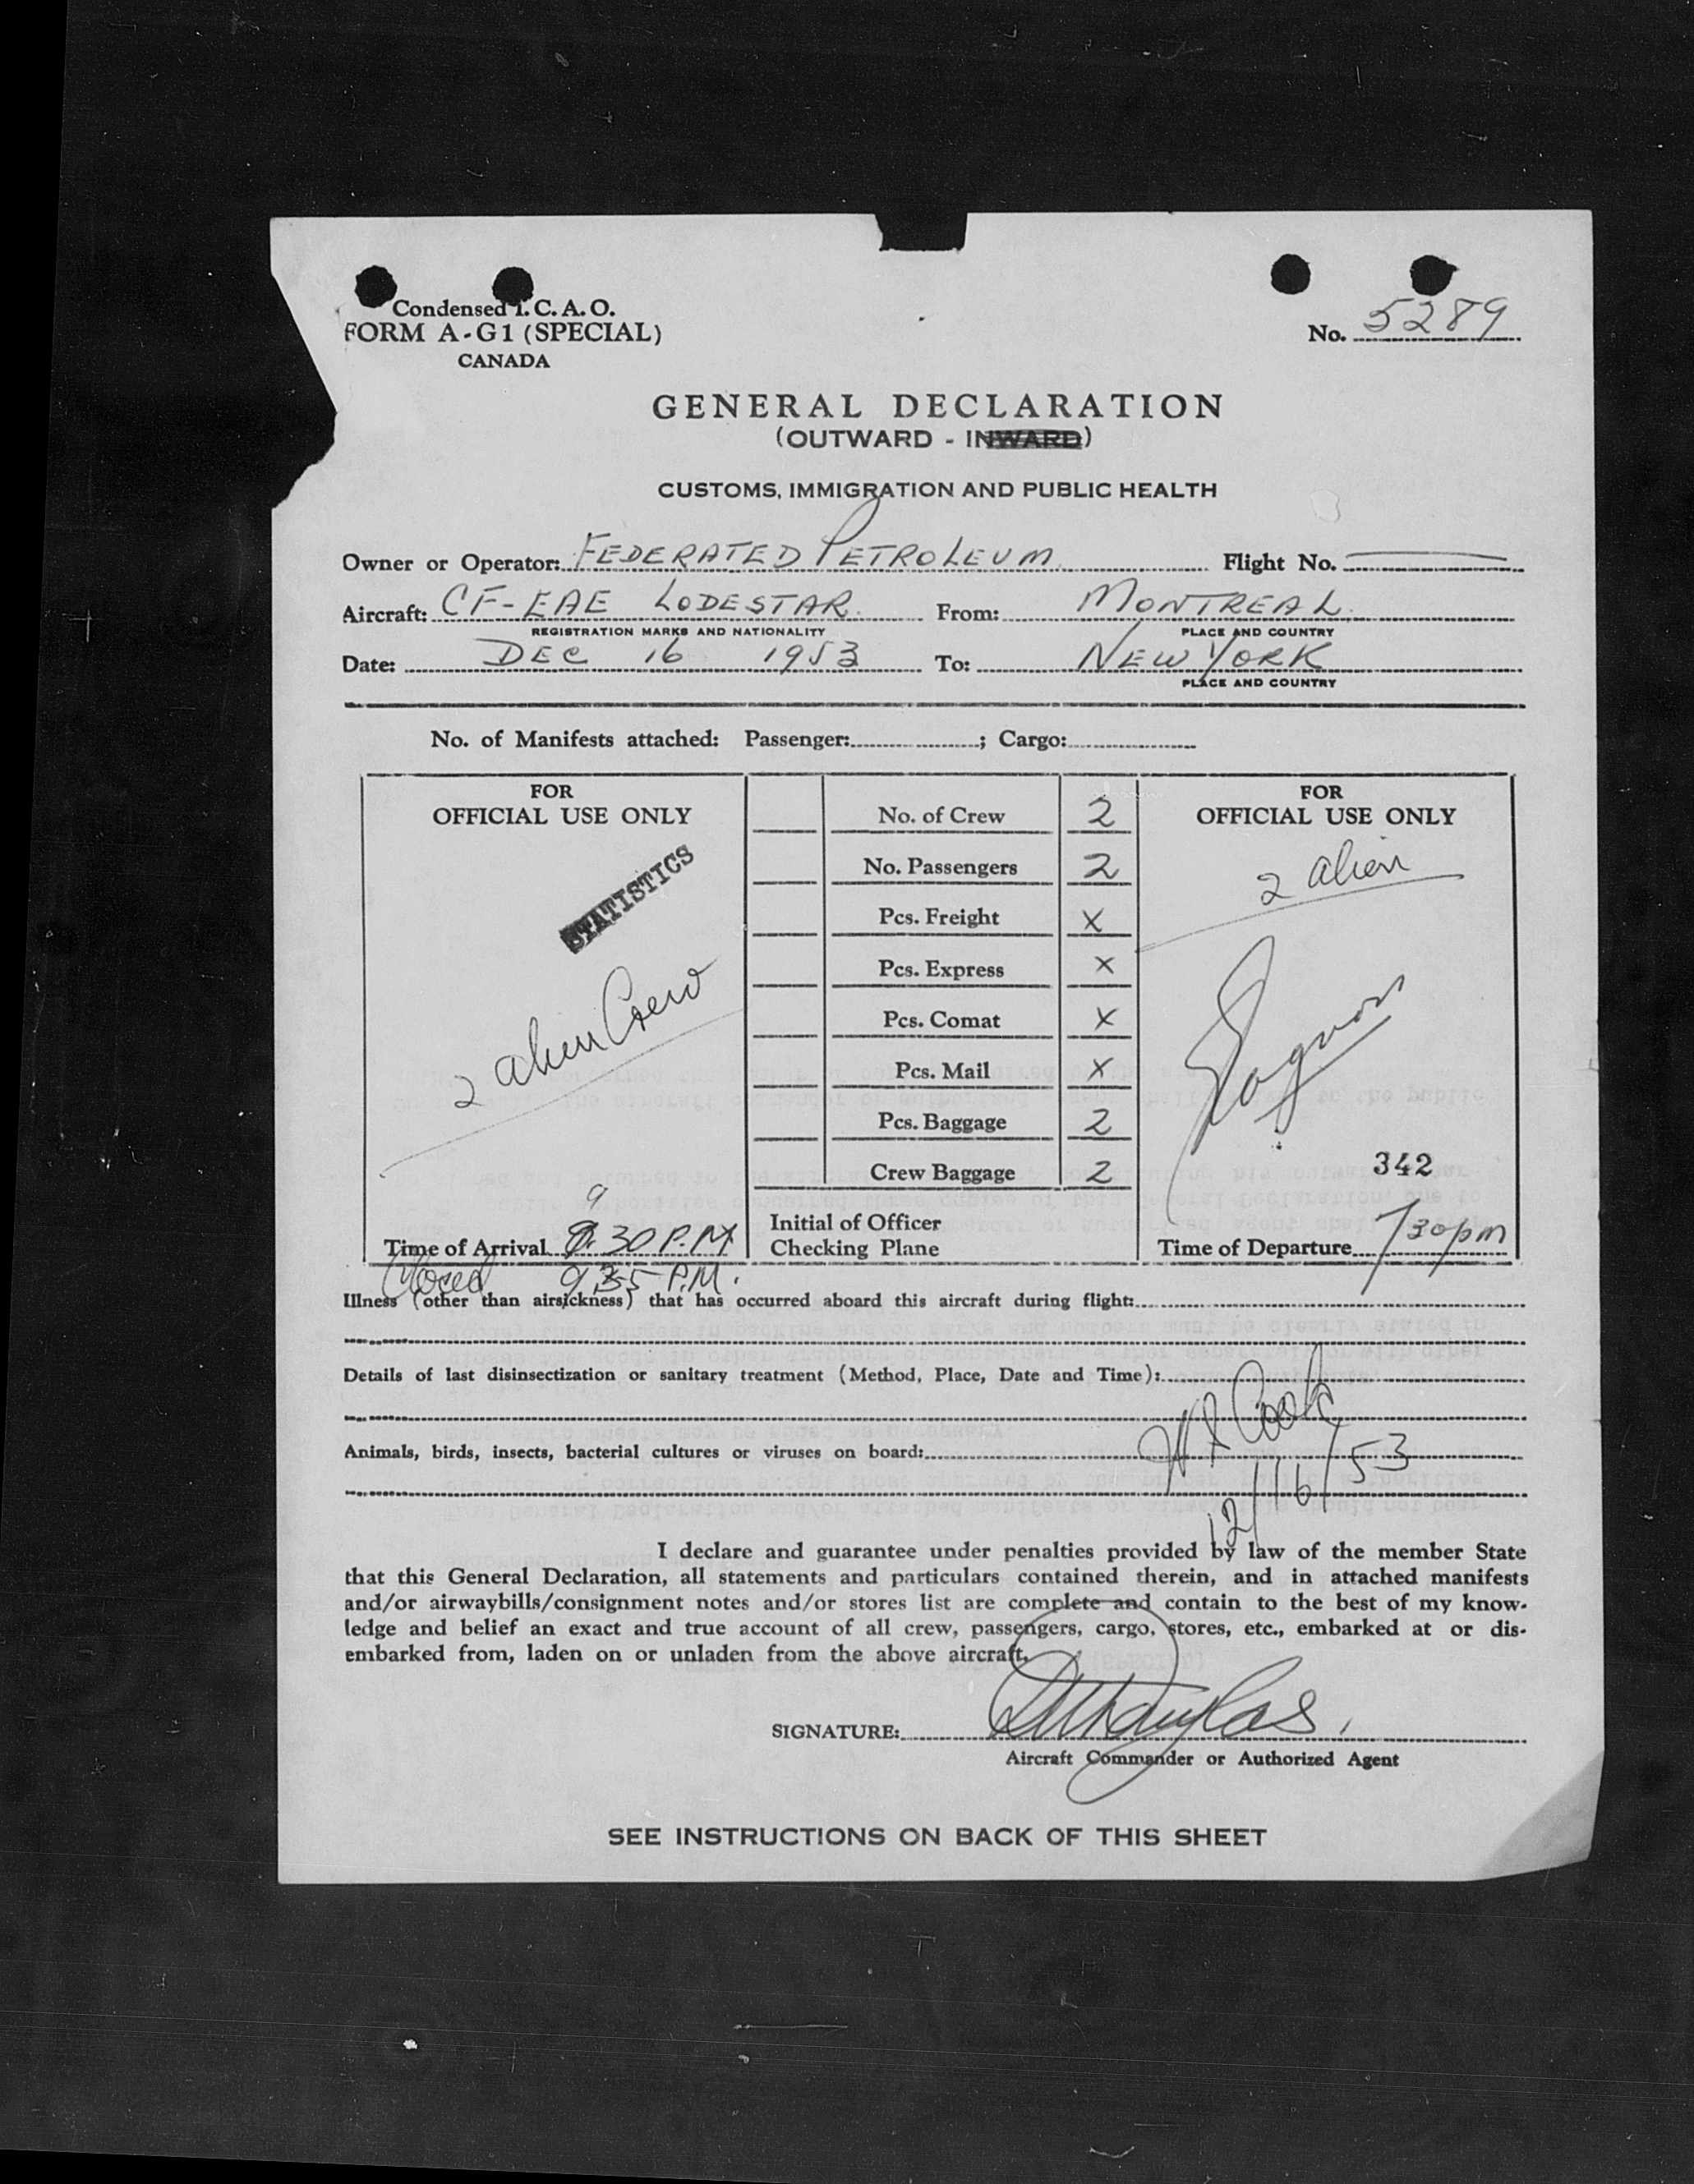 Condensed I. C. A. O.
FORM A-G1 (SPECIAL)
CANADA
No. 5289
GENERAL DECLARATION
(OUTWARD - INWARD)
CUSTOMS, IMMIGRATION AND PUBLIC HEALTH
Owner or Operator: FEDERATED PETROLEUM Flight No.
Aircraft: CF-EAE LODESTAR From: MONTREAL
REGISTRATION MARKS AND NATIONALITY PLACE AND COUNTRY
Date: DEC 16 1953 To: NEW YORK
PLACE AND COUNTRY
No. of Manifests attached: Passenger: ; Cargo:
FOR
OFFICIAL USE ONLY
STATISTICS
2 alien Crew
9
Time of Arrival 9.30 P.M
Closed 9 35 P.M.
No. of Crew 2
No. Passengers 2
Pcs. Freight X
Pcs. Express X
Pcs. Comat X
Pcs. Mail X
Pcs. Baggage 2
Crew Baggage 2
Initial of Officer
Checking Plane
FOR
OFFICIAL USE ONLY
2 alien
342
Time of Departure 730pm
Illness (other than airsickness) that has occurred aboard this aircraft during flight:
Details of last disinsectization or sanitary treatment (Method, Place, Date and Time):
Cook
Animals, birds, insects, bacterial cultures or viruses on board:
12/16/53
I declare and guarantee under penalties provided by law of the member State
that this General Declaration, all statements and particulars contained therein, and in attached manifests
and/or airwaybills/consignment notes and/or stores list are complete and contain to the best of my know-
ledge and belief an exact and true account of all crew, passengers, cargo, stores, etc., embarked at or dis-
embarked from, laden on or unladen from the above aircraft.
SIGNATURE:
Aircraft Commander or Authorized Agent
SEE INSTRUCTIONS ON BACK OF THIS SHEET